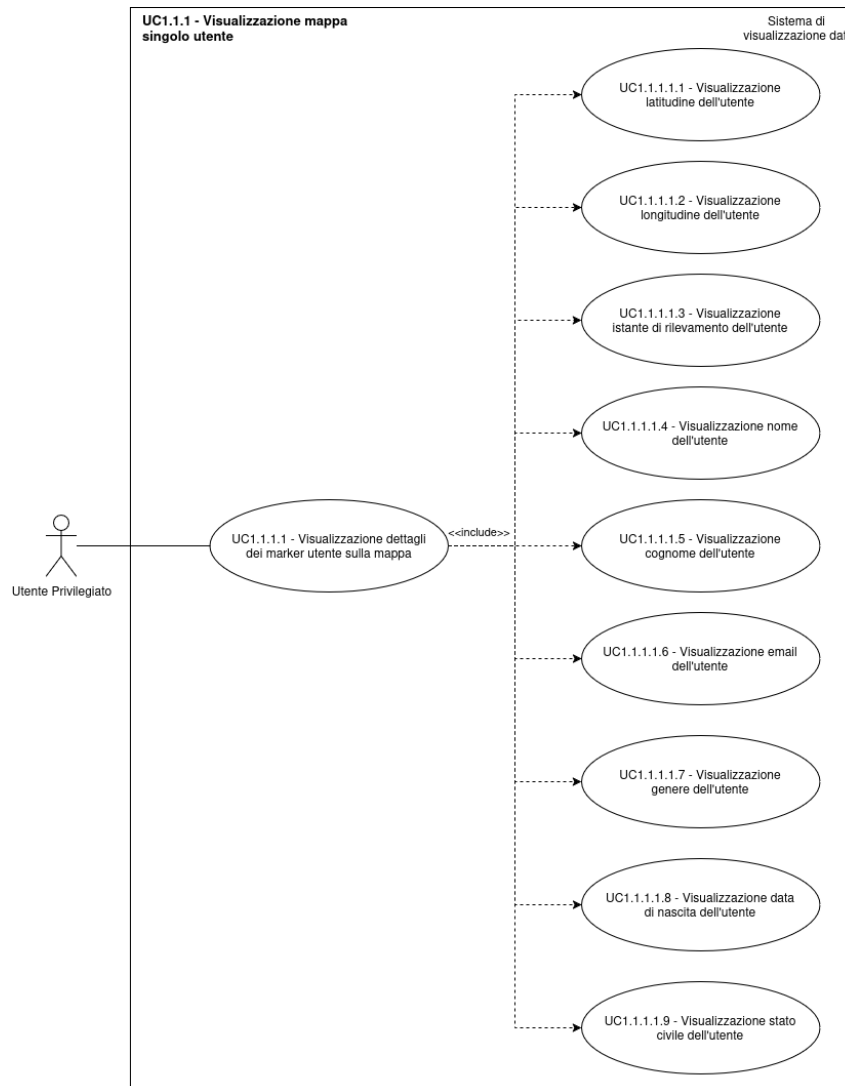 UC1.1.1 - Visualizzazione mappa
singolo utente
Sistema di
visualizzazione dat
UC1.1.1.1.1 - Visualizzazione
latitudine dell'utente
UC1.1.1.1.2 - Visualizzazione
longitudine dell'utente
UC1.1.1.1.3 - Visualizzazione
istante di rilevamento dell'utente
UC1.1.1.1.4 - Visualizzazione nome
dell'utente
<<include>>
UC1.1.1.1 - Visualizzazione dettagli
dei marker utente sulla mappa
UC1.1.1.1.5 - Visualizzazione
cognome dell'utente
Utente Privilegiato
UC1.1.1.1.6 - Visualizzazione email
dell'utente
UC1.1.1.1.7 - Visualizzazione
genere dell'utente
UC1.1.1.1.8 - Visualizzazione data
di nascita dell'utente
UC1.1.1.1.9 - Visualizzazione stato
civile dell'utente